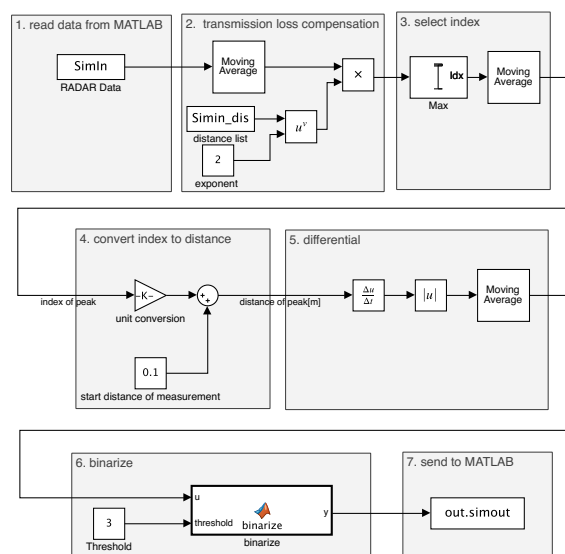 1. read data from MATLAB
SimIn
RADAR Data
2. transmission loss compensation
Moving
Average
×
Simin_dis
distance list
u^v
2
exponent
3. select index
Idx
Max
Moving
Average
4. convert index to distance
index of peak
-K-
unit conversion
+
+
distance of peak[m]
0.1
start distance of measurement
5. differential
Δu
Δt
|u|
Moving
Average
6. binarize
u
threshold
binarize
y
binarize
3
Threshold
7. send to MATLAB
out.simout